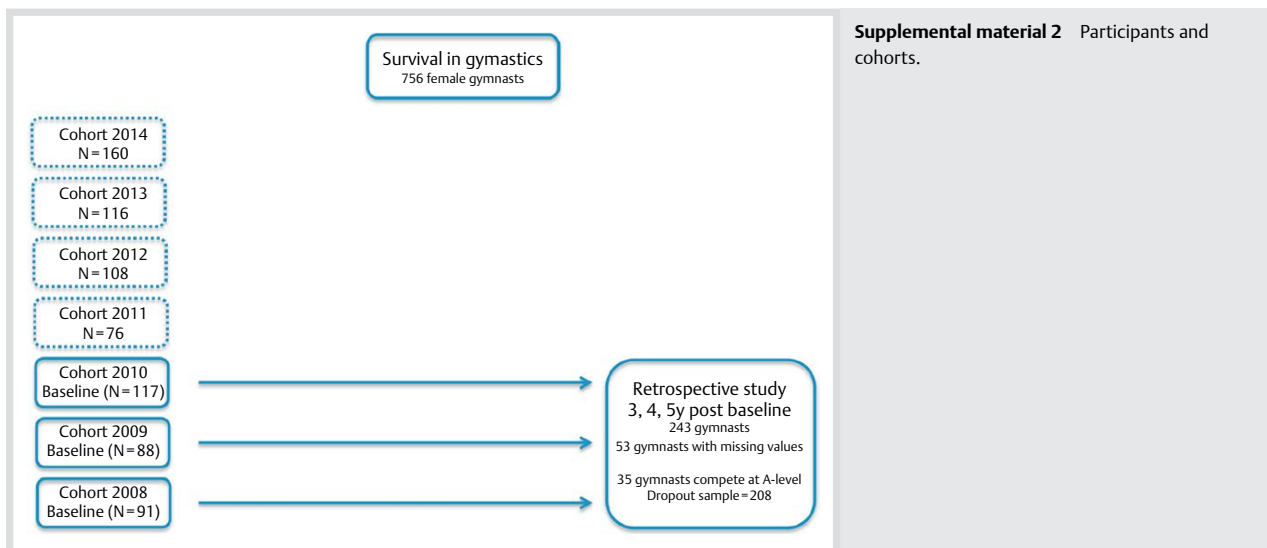 Survival in gymastics
756 female gymnasts
Cohort 2014
N=160
Cohort 2013
N=116
Cohort 2012
N=108
Cohort 2011
N=76
Cohort 2010
Baseline (N=117)
Cohort 2009
Baseline (N=88)
Cohort 2008
Baseline (N=91)
Retrospective study
3, 4, 5y post baseline
243 gymnasts
53 gymnasts with missing values
35 gymnasts compete at A-level
Dropout sample=208
Supplemental material 2 Participants and
cohorts.